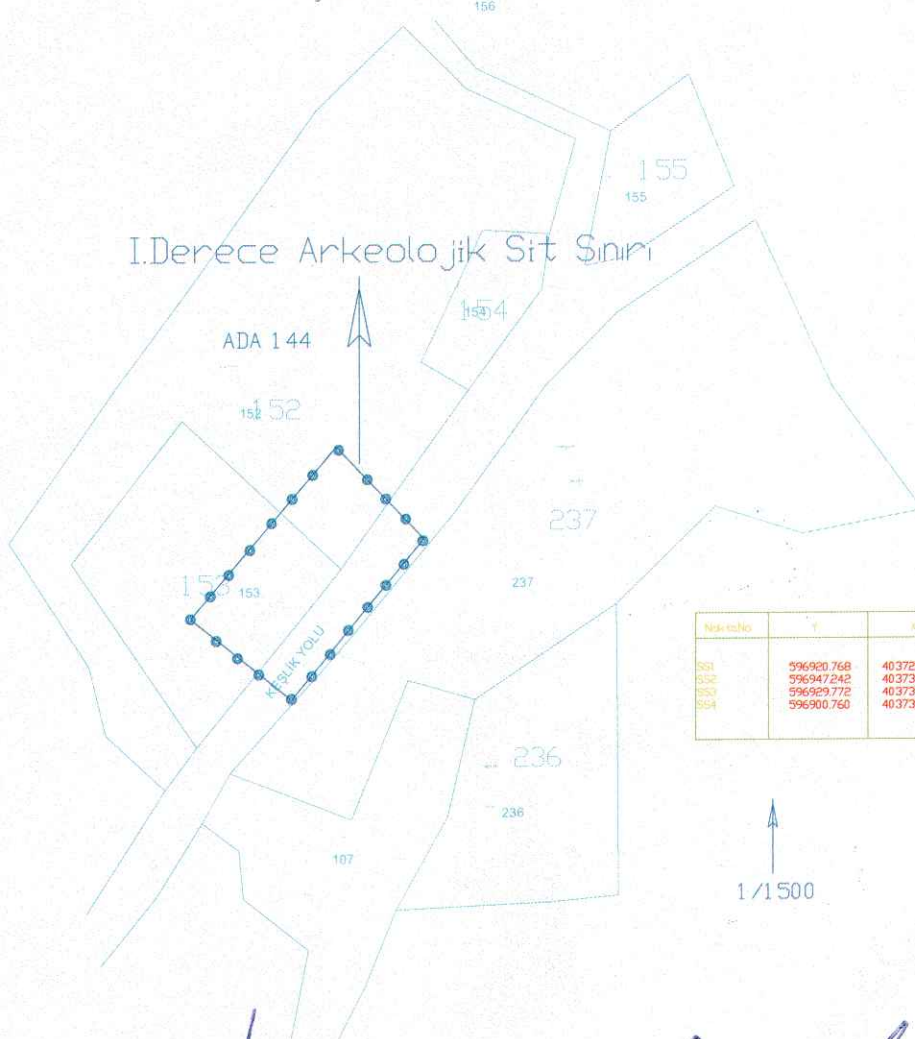 156
155
155
I.Derece Arkeolojik Sit Sınırı
154
154
ADA 144
152
152
237
153
153
237
KEŞLİK YOLU
NoktaNo Y
SS1 596920.768 40372
SS2 596947.242 40373
SS3 596929.772 40373
SS4 596900.760 40373
236
236
107
1/1500